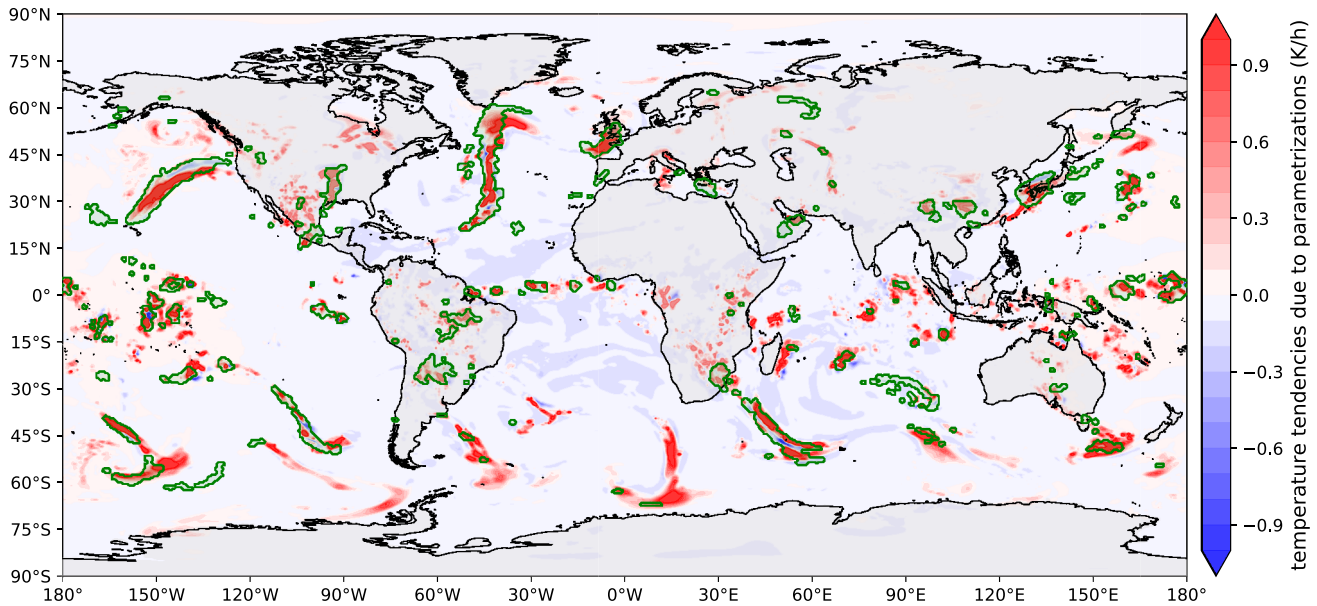 90°N
75°N
60°N
45°N
30°N
15°N
0°
15°S
30°S
45°S
60°S
75°S
90°S
180° 150°W 120°W 90°W 60°W 30°W 0°W 30°E 60°E 90°E 120°E 150°E 180°
0.9
0.6
0.3
0.0
−0.3
−0.6
−0.9
temperature tendencies due to parametrizations (K/h)